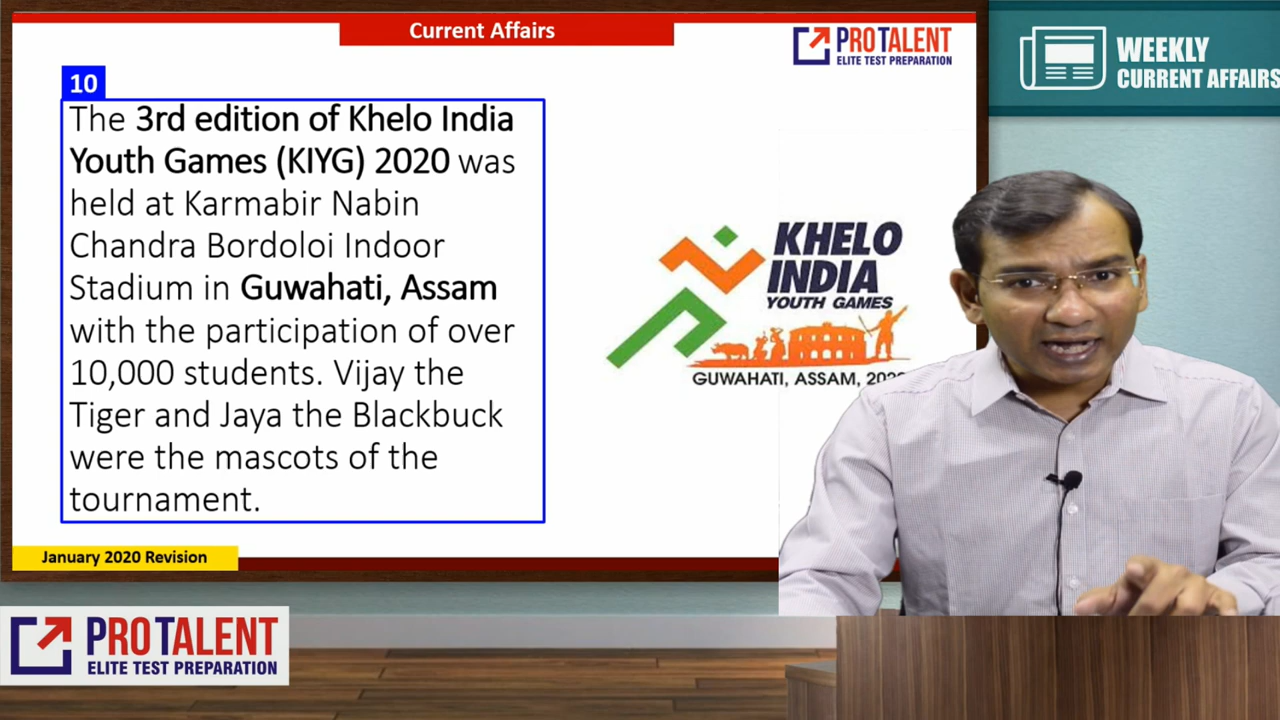 Current Affairs
PROTALENT
ELITE TEST PREPARATION
WEEKLY
CURRENT AFFAIRS
10
The 3rd edition of Khelo India
Youth Games (KIYG) 2020 was
held at Karmabir Nabin
Chandra Bordoloi Indoor
Stadium in Guwahati, Assam
with the participation of over
10,000 students. Vijay the
Tiger and Jaya the Blackbuck
were the mascots of the
tournament.
KHELO
INDIA
YOUTH GAMES
GUWAHATI, ASSAM,
January 2020 Revision
PROTALENT
ELITE TEST PREPARATION